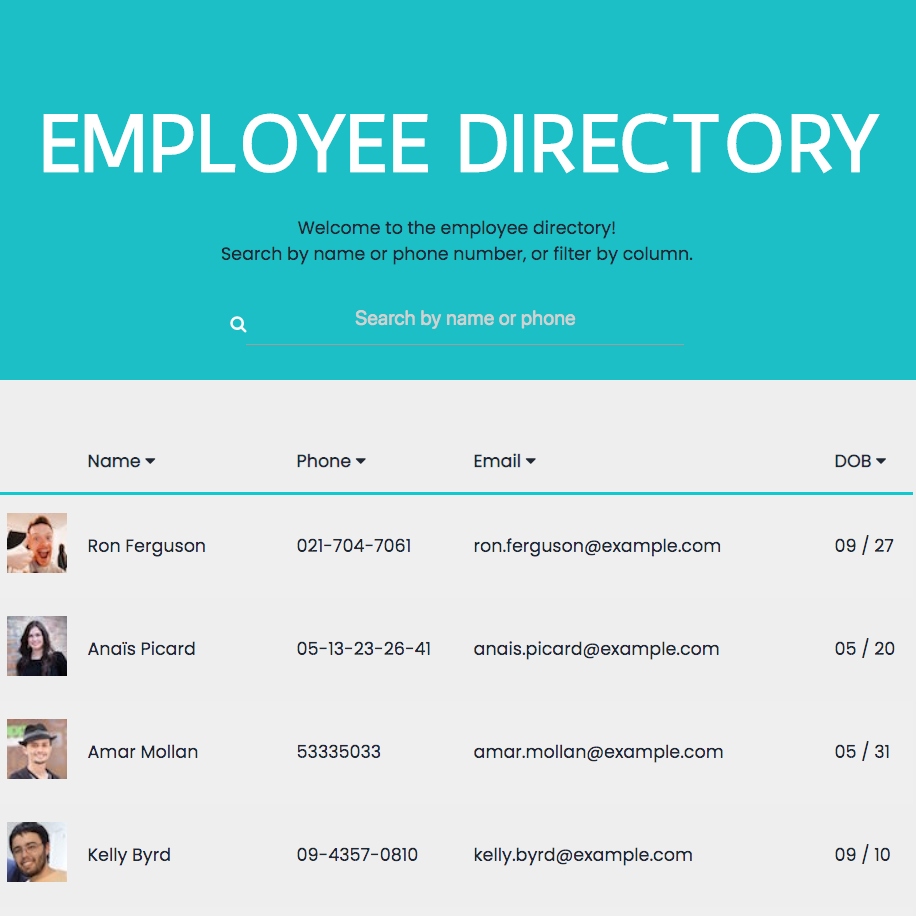 EMPLOYEE DIRECTORY
Welcome to the employee directory!
Search by name or phone number, or filter by column.
Search by name or phone
Name Phone Email DOB
Ron Ferguson 021-704-7061 ron.ferguson@example.com 09 / 27
Anaïs Picard 05-13-23-26-41 anais.picard@example.com 05 / 20
Amar Mollan 53335033 amar.mollan@example.com 05 / 31
Kelly Byrd 09-4357-0810 kelly.byrd@example.com 09 / 10